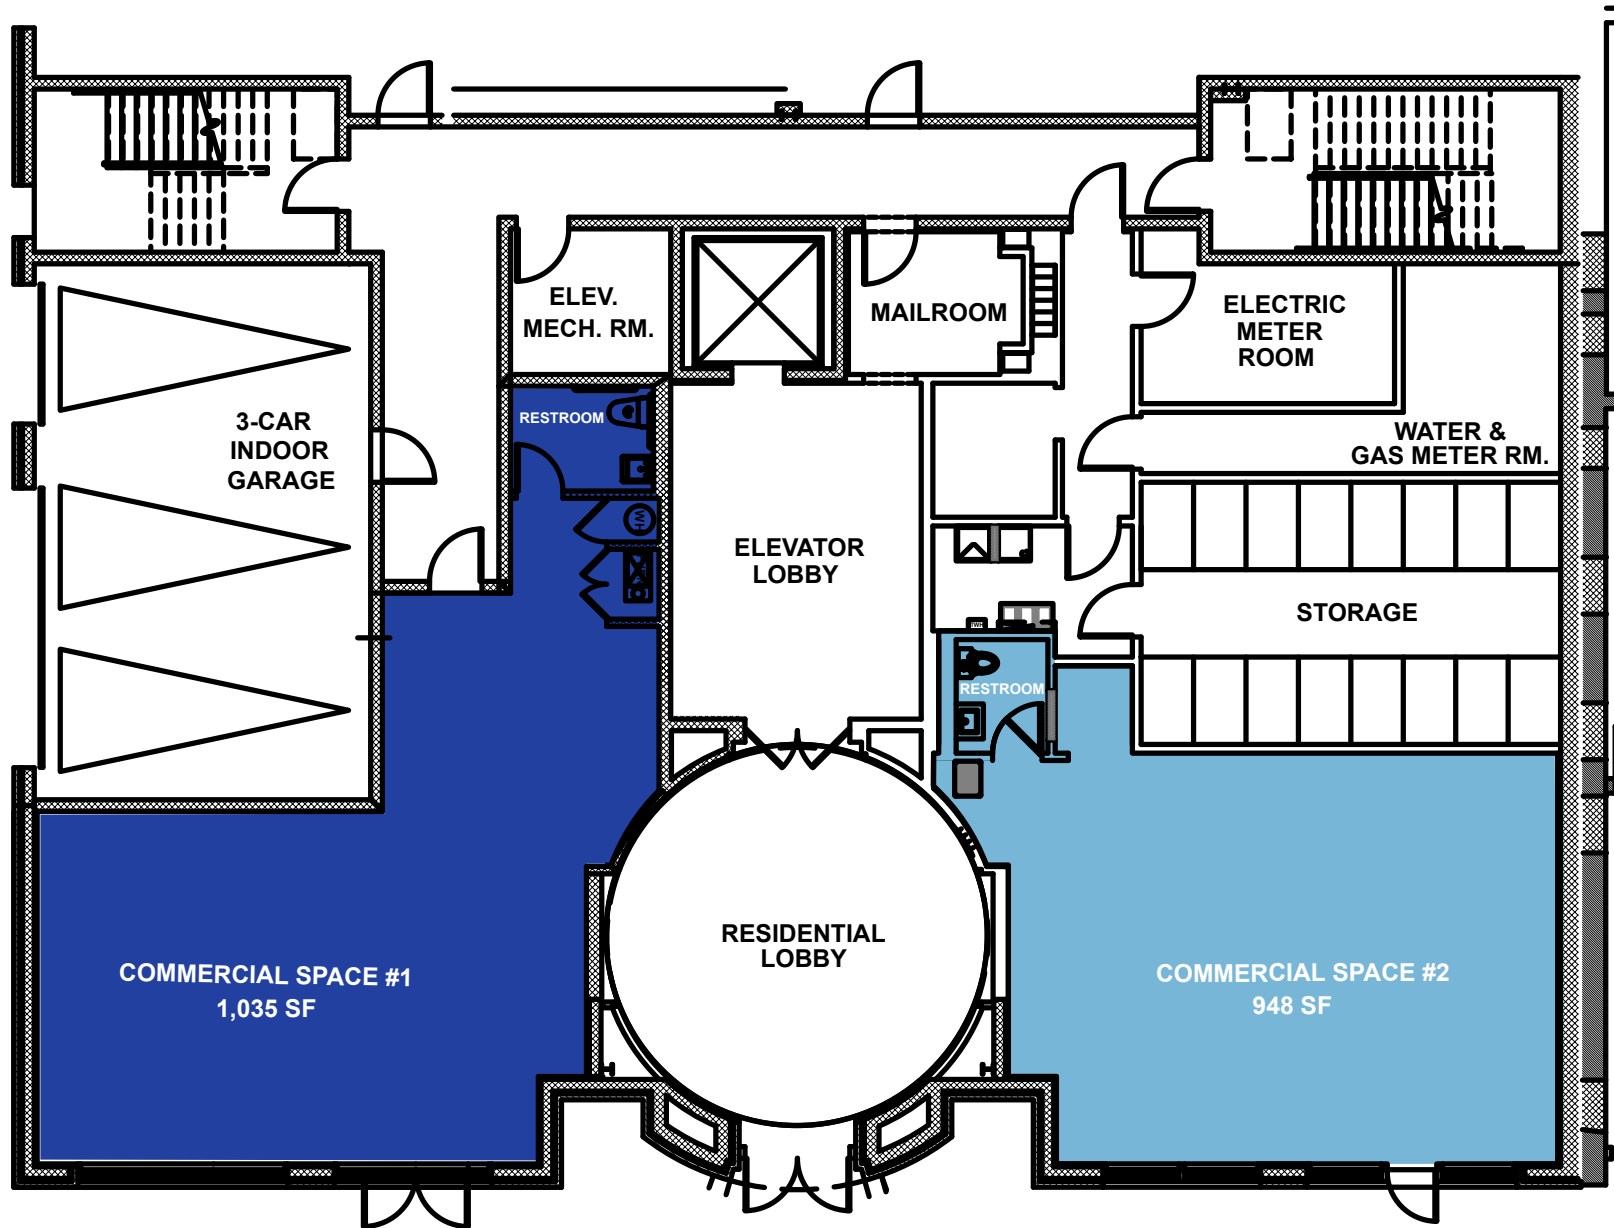 ELEV.
MECH. RM.
MAILROOM
ELECTRIC
METER
ROOM
3-CAR
INDOOR
GARAGE
RESTROOM
WATER &
GAS METER RM.
WH
ELEVATOR
LOBBY
STORAGE
RESTROOM
RESIDENTIAL
LOBBY
COMMERCIAL SPACE #1
1,035 SF
COMMERCIAL SPACE #2
948 SF